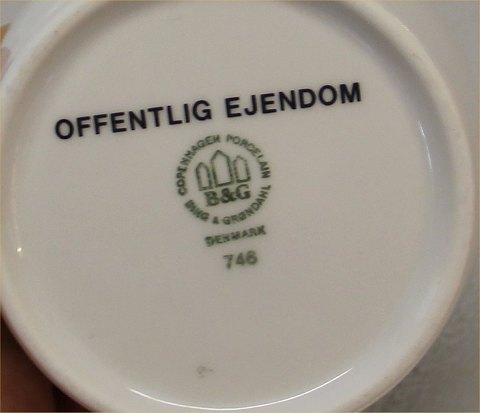 OFFENTLIG EJENDOM
COPENHAGEN PORCELAIN
B&G
BING & GRØNDAHL
DENMARK
746